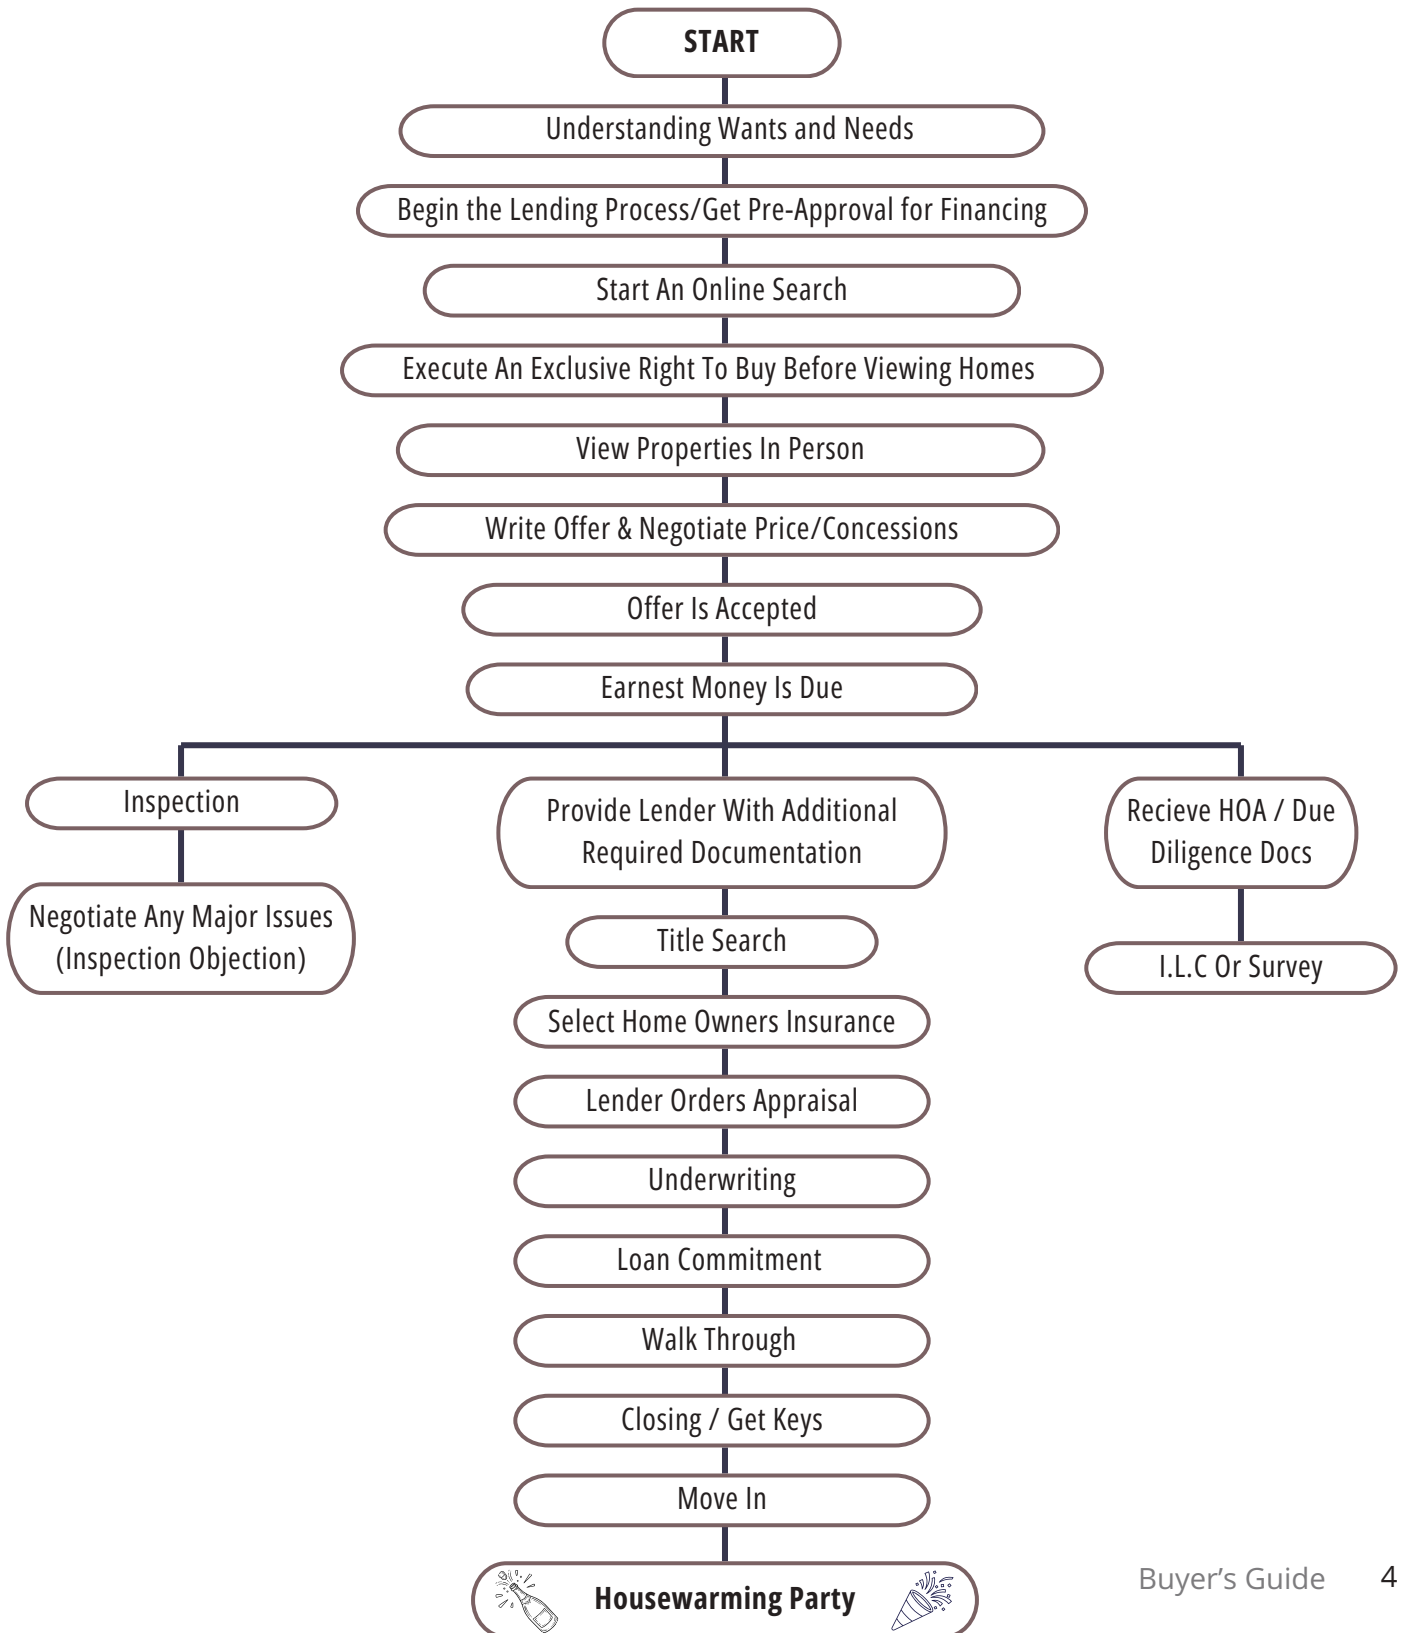 START
Understanding Wants and Needs
Begin the Lending Process/Get Pre-Approval for Financing
Start An Online Search
Execute An Exclusive Right To Buy Before Viewing Homes
View Properties In Person
Write Offer & Negotiate Price/Concessions
Offer Is Accepted
Earnest Money Is Due
Inspection
Negotiate Any Major Issues
(Inspection Objection)
Provide Lender With Additional
Required Documentation
Recieve HOA / Due
Diligence Docs
I.L.C Or Survey
Title Search
Select Home Owners Insurance
Lender Orders Appraisal
Underwriting
Loan Commitment
Walk Through
Closing / Get Keys
Move In
Housewarming Party
Buyer’s Guide 4